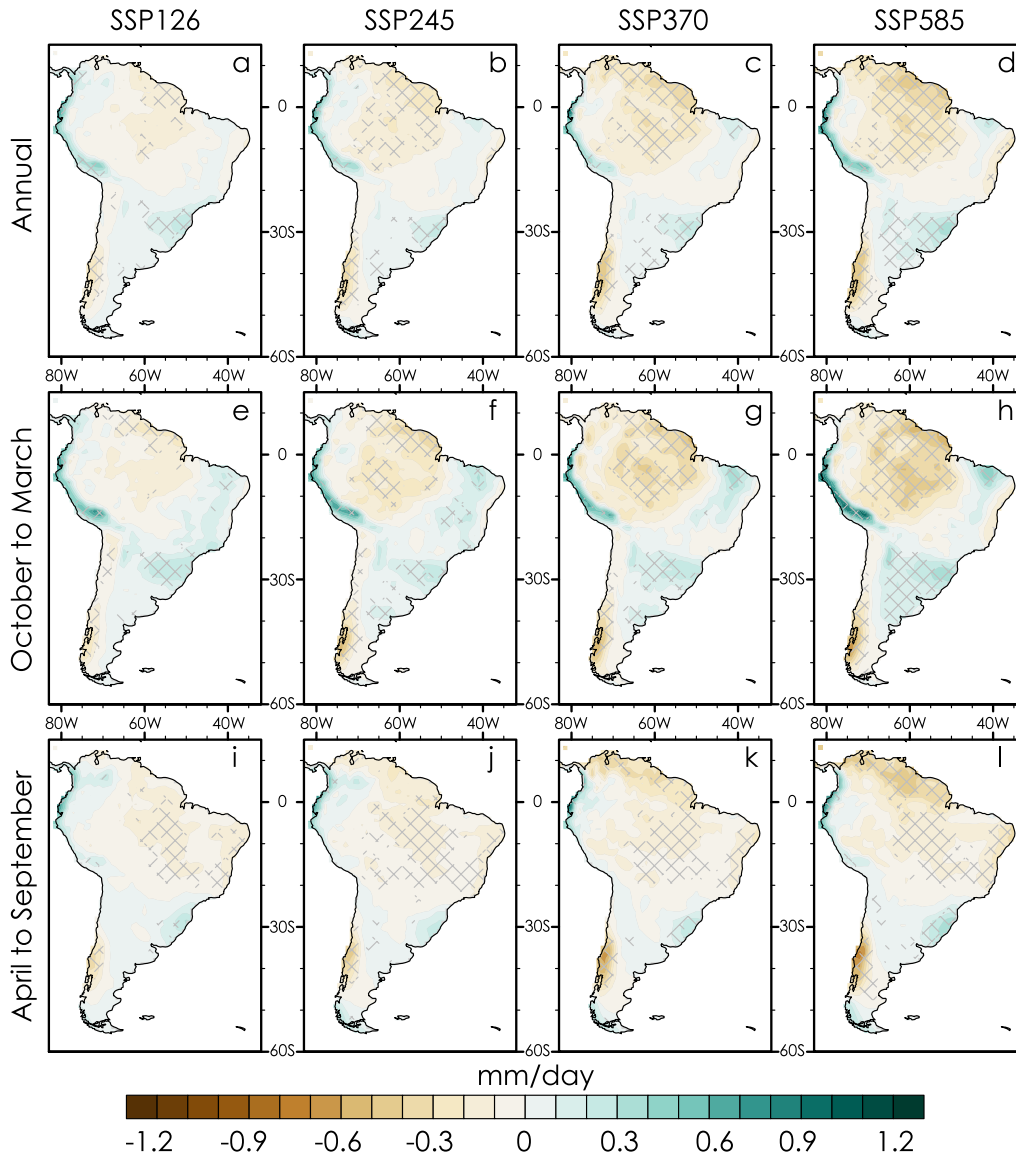 SSP126 SSP245 SSP370 SSP585
a b c d
0 0 0
Annual
30S 30S 30S
60S 60S 60S
80W 60W 40W 80W 60W 40W 80W 60W 40W 80W 60W 40W
e f g h
0 0 0
October to March
30S 30S 30S
60S 60S 60S
80W 60W 40W 80W 60W 40W 80W 60W 40W 80W 60W 40W
i j k l
0 0 0
April to September
30S 30S 30S
60S 60S 60S
mm/day
-1.2 -0.9 -0.6 -0.3 0 0.3 0.6 0.9 1.2